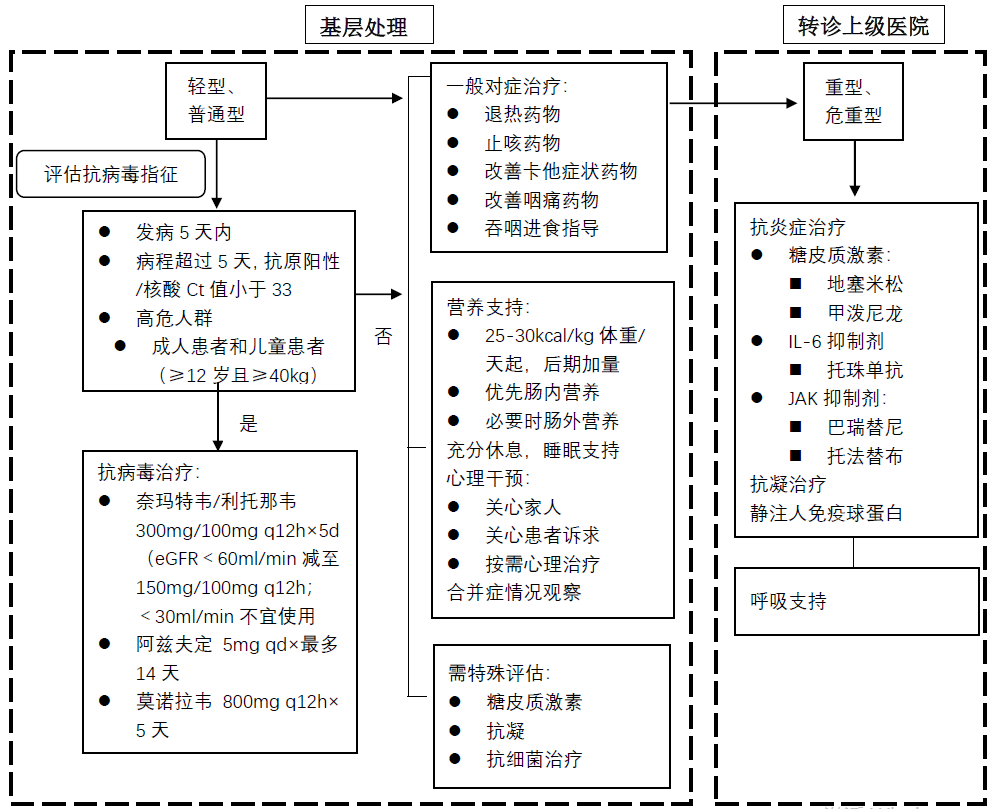 基层处理
转诊上级医院
轻型、
普通型
评估抗病毒指征
● 发病5天内
● 病程超过5天, 抗原阳性
/核酸Ct值小于33
● 高危人群
● 成人患者和儿童患者
（≥12岁且≥40kg）
否
是
抗病毒治疗:
● 奈玛特韦/利托那韦
300mg/100mg q12h×5d
（eGFR＜60ml/min 减至
150mg/100mg q12h;
＜30ml/min 不宜使用
● 阿兹夫定 5mg qd×最多
14天
● 莫诺拉韦 800mg q12h×
5天
一般对症治疗:
● 退热药物
● 止咳药物
● 改善卡他症状药物
● 改善咽痛药物
● 吞咽进食指导
营养支持:
● 25-30kcal/kg 体重/
天起，后期加量
● 优先肠内营养
● 必要时肠外营养
充分休息，睡眠支持
心理干预:
● 关心家人
● 关心患者诉求
● 按需心理治疗
合并症情况观察
需特殊评估:
● 糖皮质激素
● 抗凝
● 抗细菌治疗
重型、
危重型
抗炎症治疗
● 糖皮质激素:
■ 地塞米松
■ 甲泼尼龙
● IL-6 抑制剂
■ 托珠单抗
● JAK 抑制剂:
■ 巴瑞替尼
■ 托法替布
抗凝治疗
静注人免疫球蛋白
呼吸支持